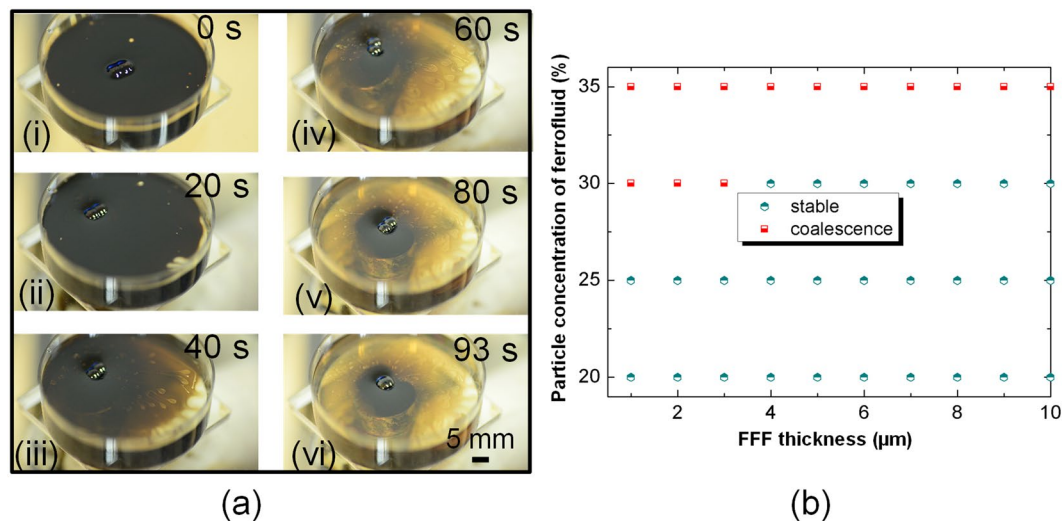 0 s
(i)
60 s
(iv)
20 s
(ii)
80 s
(v)
40 s
(iii)
93 s
(vi)
5 mm
(a)
Particle concentration of ferrofluid (%)
35
30
25
20
stable
coalescence
2
4
6
8
10
FFF thickness (μm)
(b)